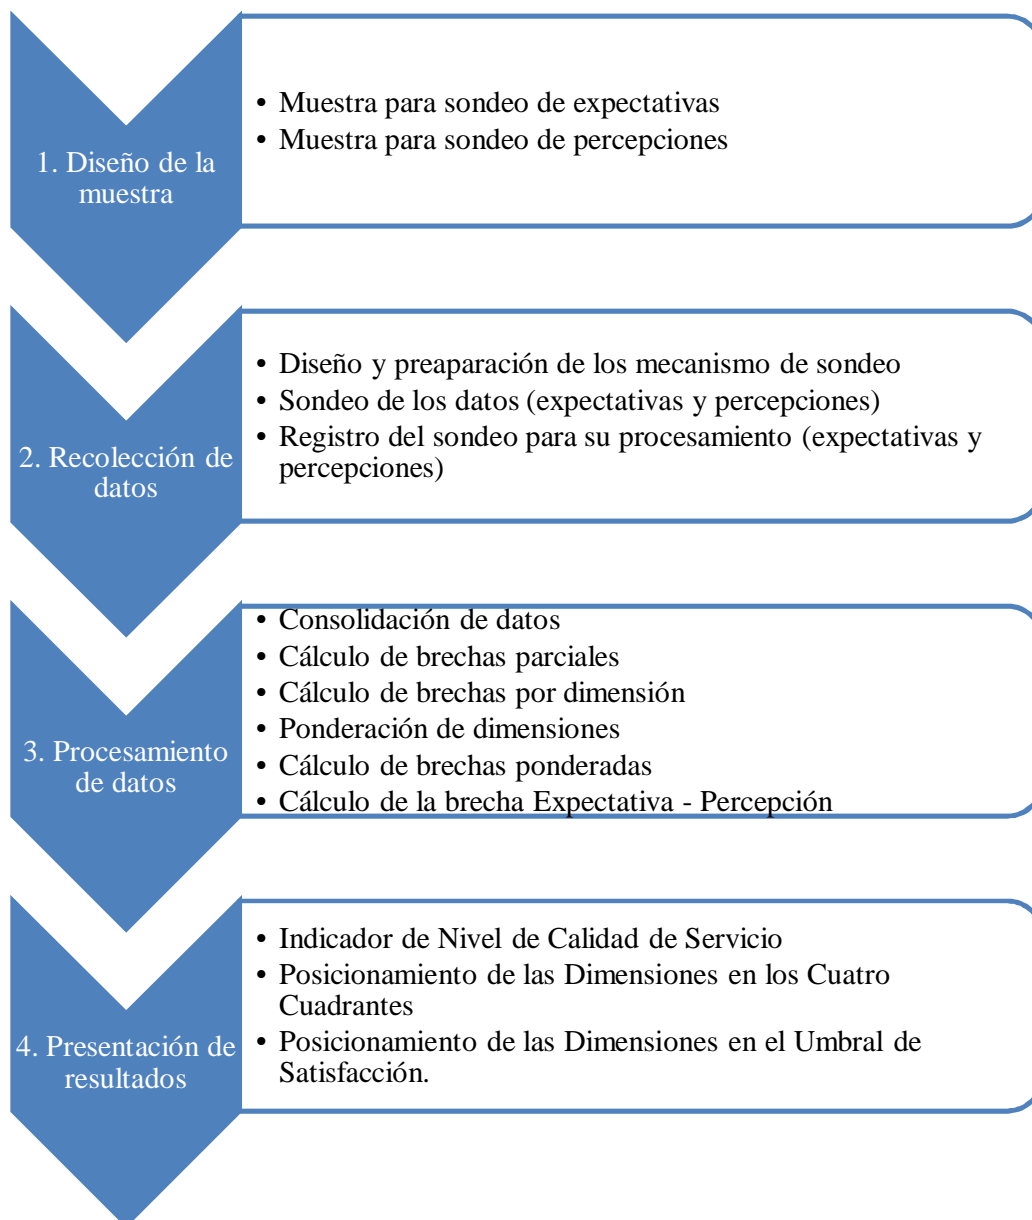 1. Diseño de la
muestra
• Muestra para sondeo de expectativas
• Muestra para sondeo de percepciones
2. Recolección de
datos
• Diseño y preaparación de los mecanismo de sondeo
• Sondeo de los datos (expectativas y percepciones)
• Registro del sondeo para su procesamiento (expectativas y
percepciones)
3. Procesamiento
de datos
• Consolidación de datos
• Cálculo de brechas parciales
• Cálculo de brechas por dimensión
• Ponderación de dimensiones
• Cálculo de brechas ponderadas
• Cálculo de la brecha Expectativa - Percepción
4. Presentación de
resultados
• Indicador de Nivel de Calidad de Servicio
• Posicionamiento de las Dimensiones en los Cuatro
Cuadrantes
• Posicionamiento de las Dimensiones en el Umbral de
Satisfacción.